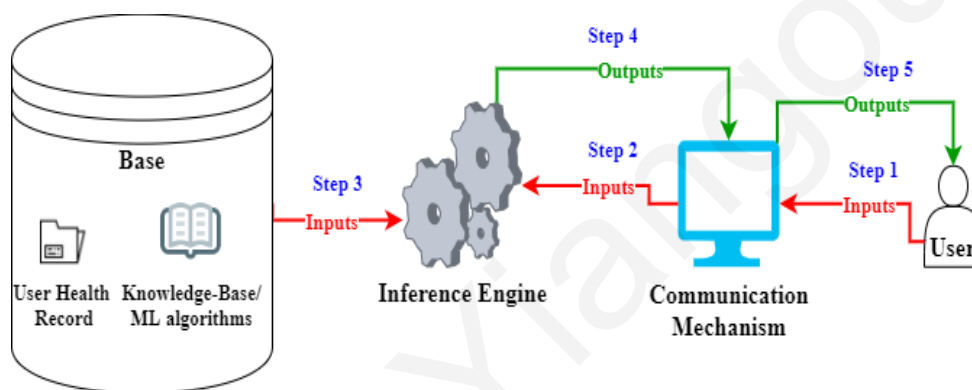 Step 4
Outputs
Step 5
Outputs
Base
Step 3
Inputs
Step 2
Inputs
Step 1
Inputs
User
User Health
Record
Knowledge-Base/
ML algorithms
Inference Engine
Communication
Mechanism